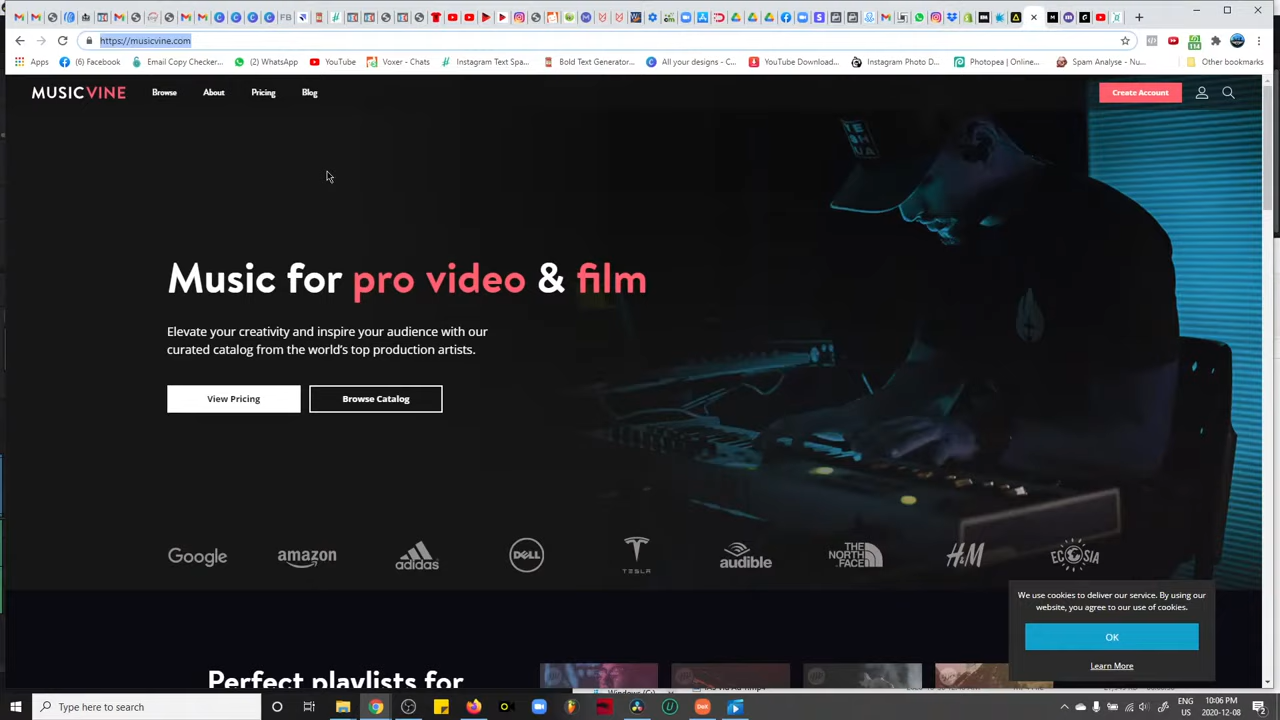 FB
https://musicvine.com
114
Apps (6) Facebook Email Copy Checker... (2) WhatsApp YouTube Voxer - Chats Instagram Text Spa... Bold Text Generator... All your designs - C... YouTube Download... Instagram Photo D... Photopea | Online... Spam Analyse - Nu... Other bookmarks
MUSICVINE Browse About Pricing Blog Create Account
Music for pro video & film
Elevate your creativity and inspire your audience with our
curated catalog from the world's top production artists.
View Pricing Browse Catalog
Google amazon adidas DELL TESLA audible THE NORTH FACE H&M ECOSIA
We use cookies to deliver our service. By using our
website, you agree to our use of cookies.
OK
Learn More
Perfect playlists for
Type here to search
ENG 10:06 PM
US 2020-12-08